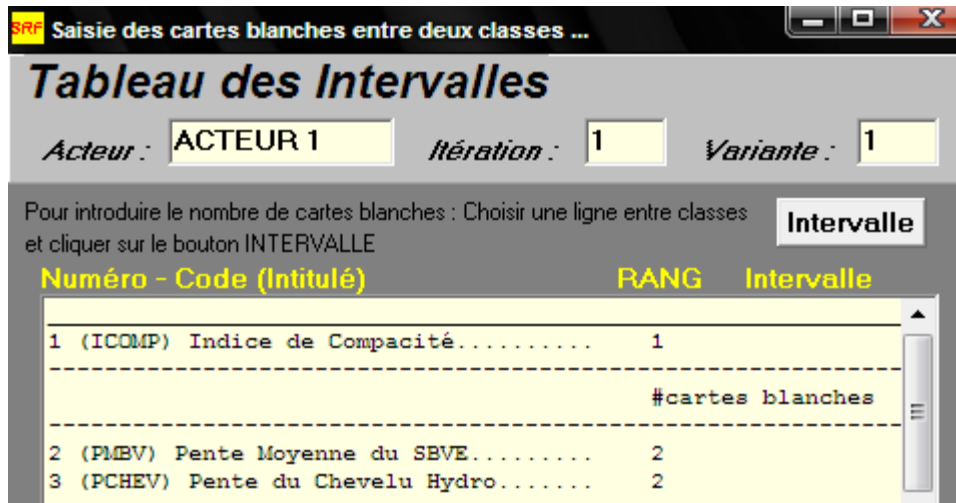 SRF Saisie des cartes blanches entre deux classes ...
Tableau des Intervalles
Acteur : ACTEUR 1 Itération : 1 Variante : 1
Pour introduire le nombre de cartes blanches : Choisir une ligne entre classes
et cliquer sur le bouton INTERVALLE
Intervalle
Numéro - Code (Intitulé) RANG Intervalle
1 (ICOMP) Indice de Compacité.......... 1
#cartes blanches
2 (PMBV) Pente Moyenne du SBVE......... 2
3 (PCHEV) Pente du Chevelu Hydro....... 2